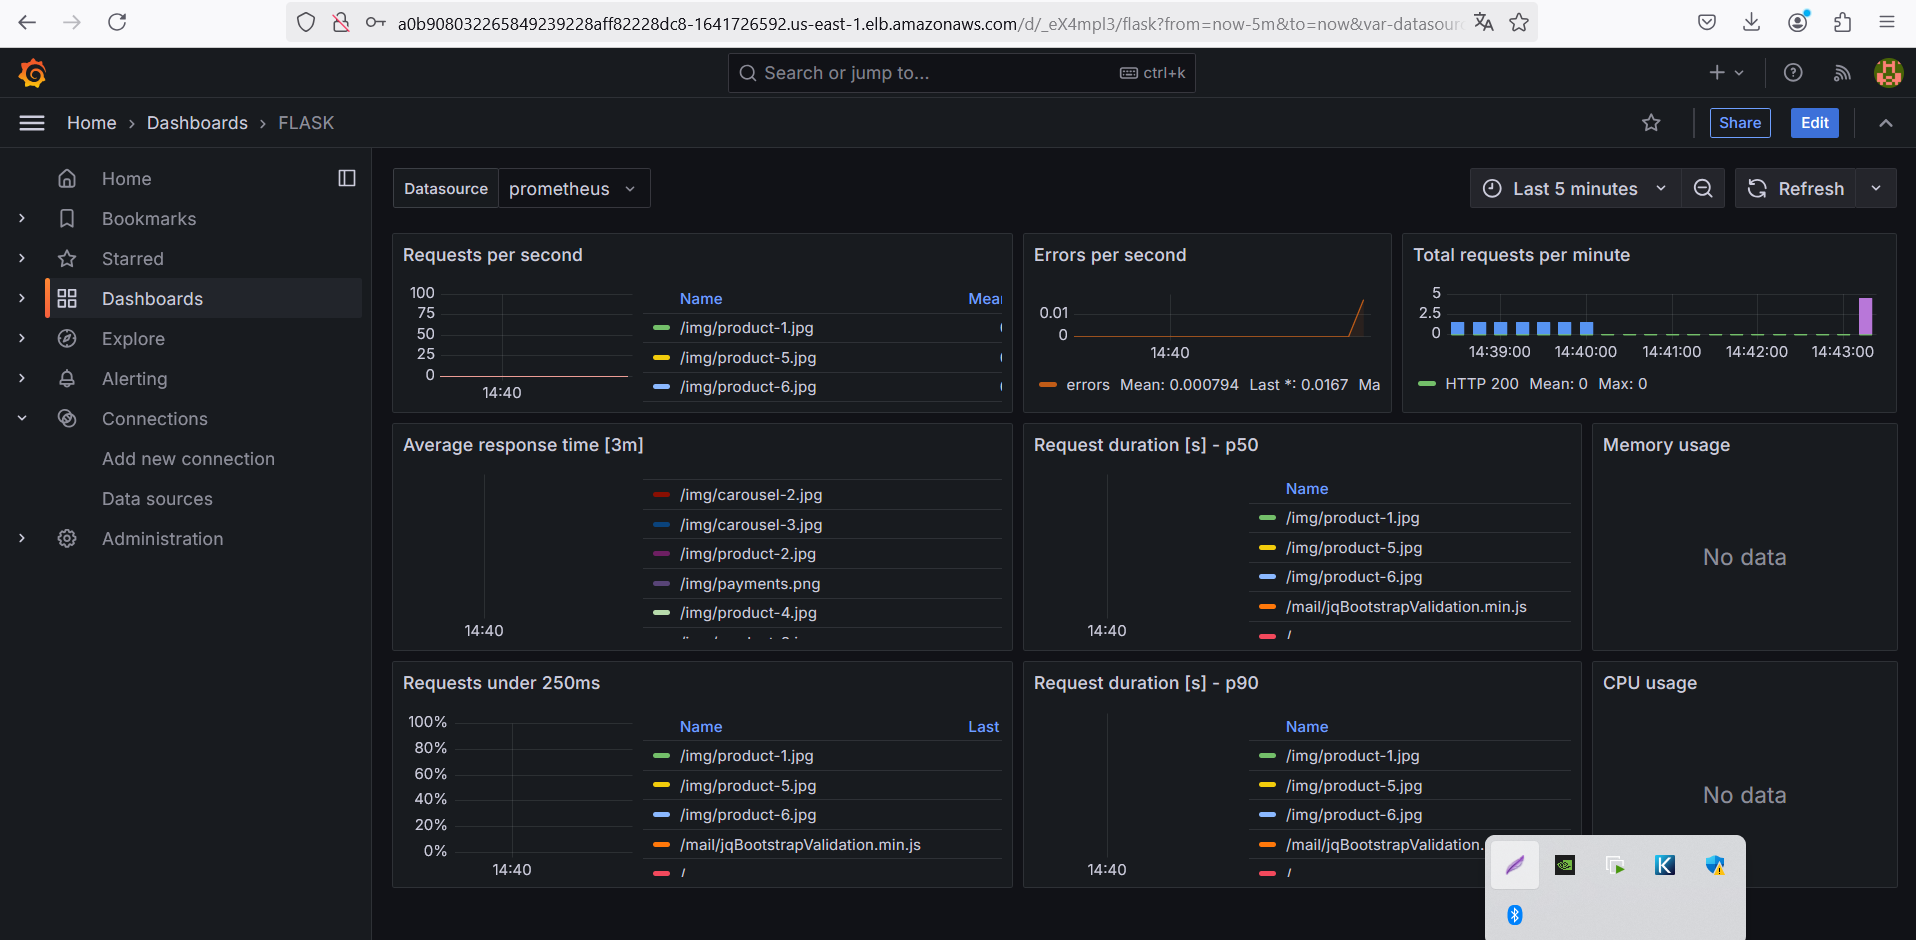 a0b908032265849239228aff82228dc8-1641726592.us-east-1.elb.amazonaws.com/d/_eX4mpl3/flask?from=now-5m&to=now&var-datasour
Search or jump to...
ctrl+k
Home › Dashboards › FLASK
Share
Edit
Home
Bookmarks
Starred
Dashboards
Explore
Alerting
Connections
Add new connection
Data sources
Administration
Datasource
prometheus
Last 5 minutes
Refresh
Requests per second
100
75
50
25
0
14:40
Name
Mean
/img/product-1.jpg
/img/product-5.jpg
/img/product-6.jpg
Errors per second
0.01
0
14:40
errors Mean: 0.000794 Last *: 0.0167 Ma
Total requests per minute
5
2.5
0
14:39:00
14:40:00
14:41:00
14:42:00
14:43:00
HTTP 200 Mean: 0 Max: 0
Average response time [3m]
14:40
/img/carousel-2.jpg
/img/carousel-3.jpg
/img/product-2.jpg
/img/payments.png
/img/product-4.jpg
Request duration [s] - p50
14:40
Name
/img/product-1.jpg
/img/product-5.jpg
/img/product-6.jpg
/mail/jqBootstrapValidation.min.js
/
Memory usage
No data
Requests under 250ms
100%
80%
60%
40%
20%
0%
14:40
Name
Last
/img/product-1.jpg
/img/product-5.jpg
/img/product-6.jpg
/mail/jqBootstrapValidation.min.js
/
Request duration [s] - p90
14:40
Name
/img/product-1.jpg
/img/product-5.jpg
/img/product-6.jpg
/mail/jqBootstrapValidation.
/
CPU usage
No data
K